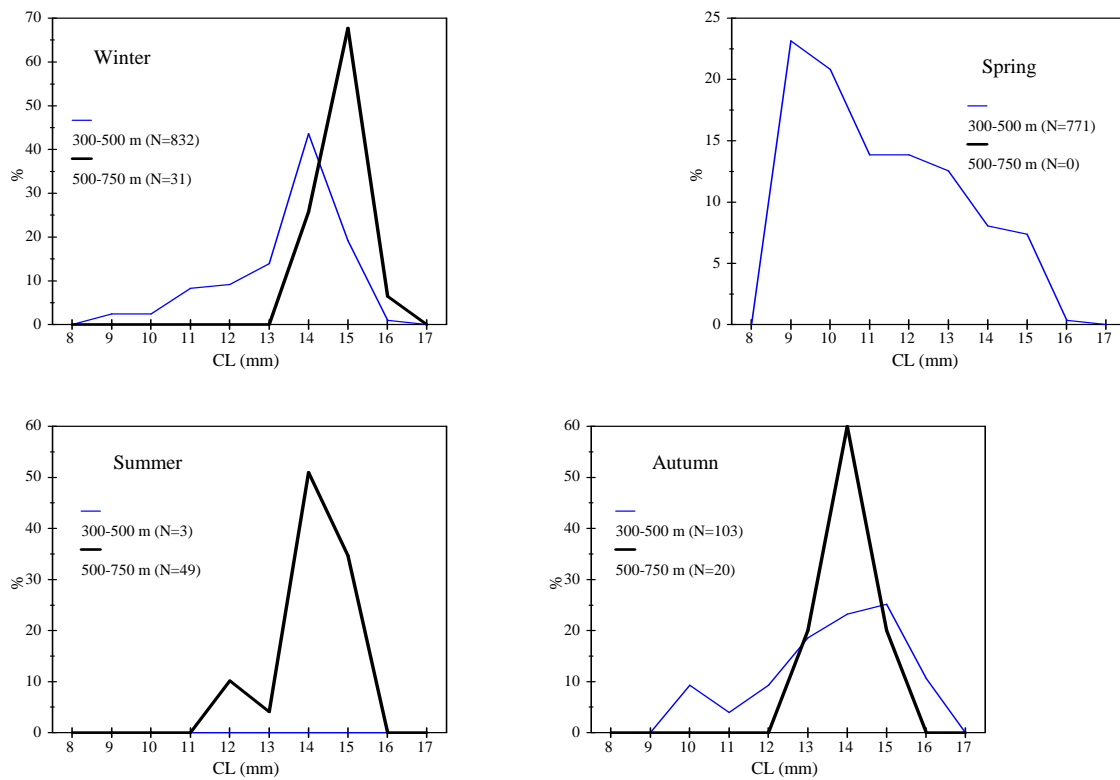 Winter
300-500 m (N=832)
500-750 m (N=31)
%
70
60
50
40
30
20
10
0
8 9 10 11 12 13 14 15 16 17
CL (mm)
Spring
300-500 m (N=771)
500-750 m (N=0)
%
25
20
15
10
5
0
8 9 10 11 12 13 14 15 16 17
CL (mm)
Summer
300-500 m (N=3)
500-750 m (N=49)
%
60
50
40
30
20
10
0
8 9 10 11 12 13 14 15 16 17
CL (mm)
Autumn
300-500 m (N=103)
500-750 m (N=20)
%
60
50
40
30
20
10
0
8 9 10 11 12 13 14 15 16 17
CL (mm)